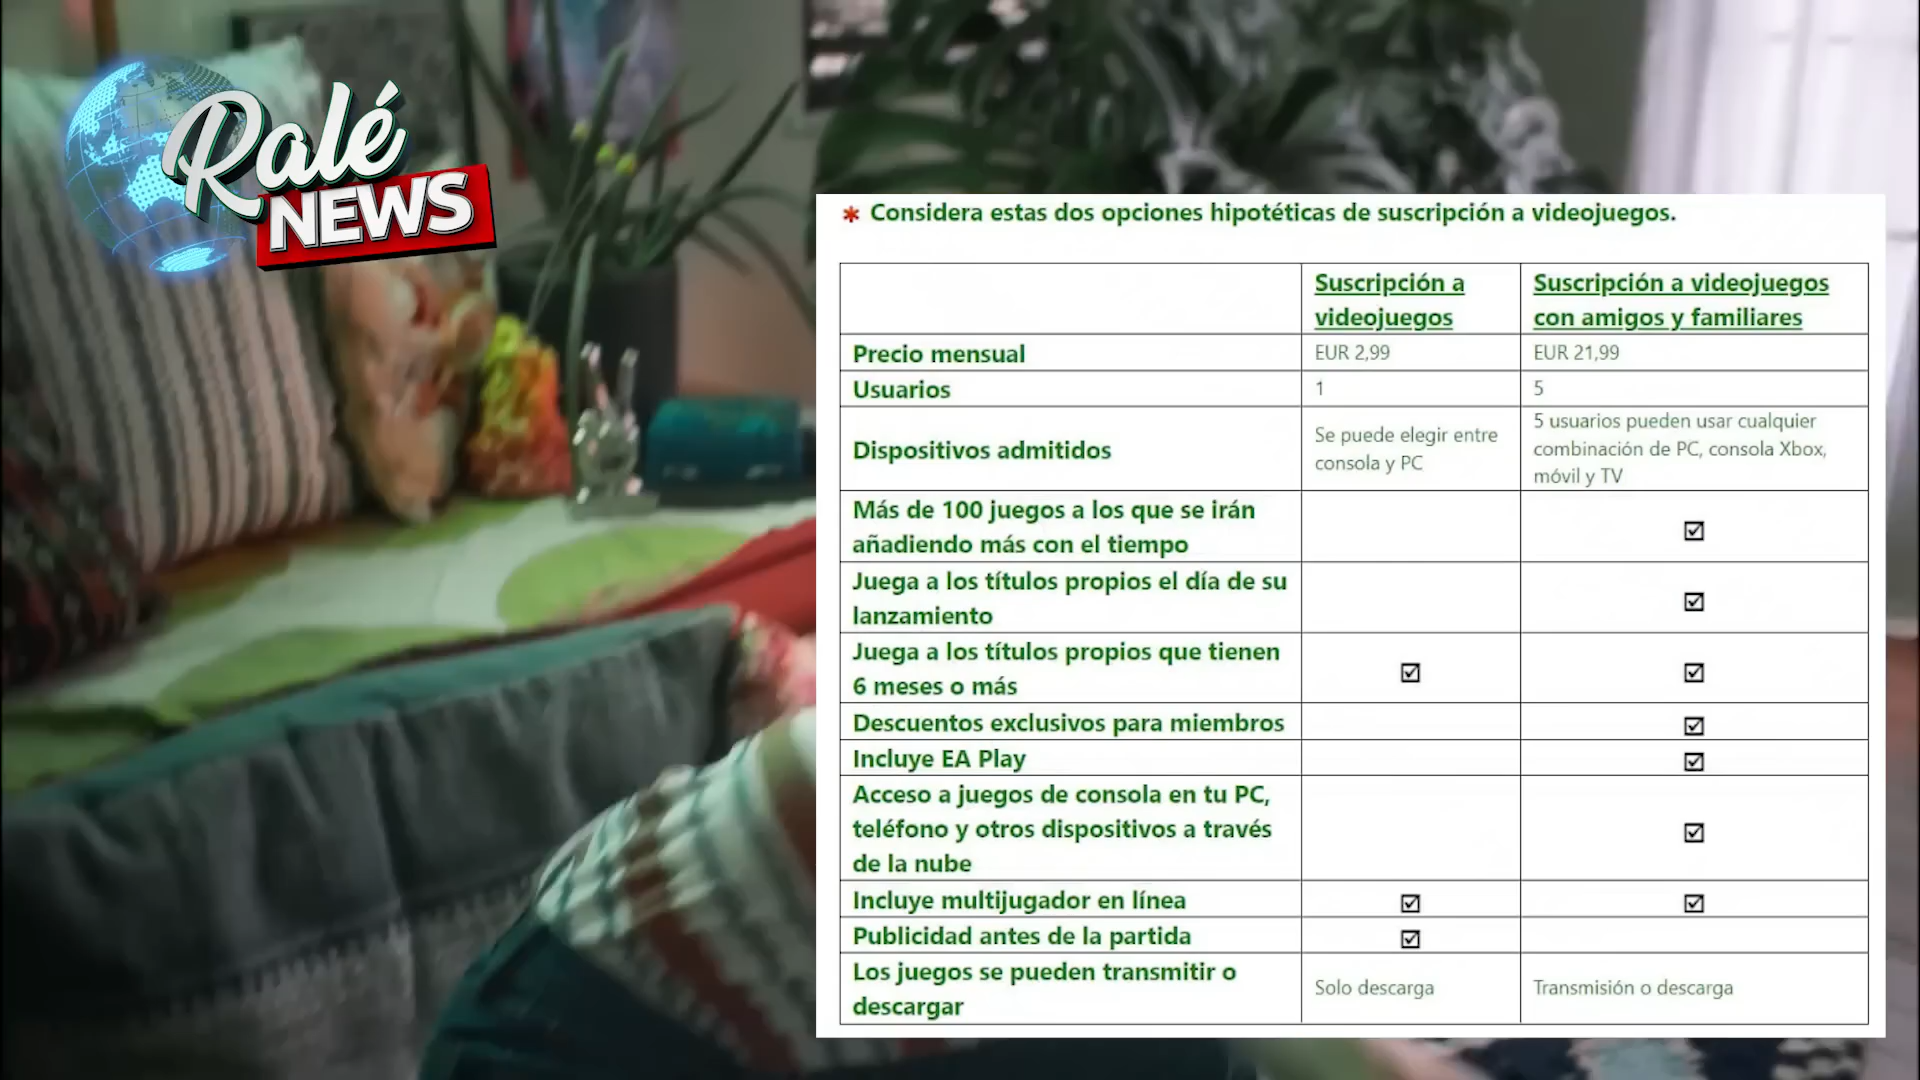 Ralé
NEWS
* Considera estas dos opciones hipotéticas de suscripción a videojuegos.
Suscripción a
videojuegos
Suscripción a videojuegos
con amigos y familiares
Precio mensual
EUR 2,99
EUR 21,99
Usuarios
1
5
Dispositivos admitidos
Se puede elegir entre
consola y PC
5 usuarios pueden usar cualquier
combinación de PC, consola Xbox,
móvil y TV
Más de 100 juegos a los que se irán
añadiendo más con el tiempo
☑
Juega a los títulos propios el día de su
lanzamiento
☑
Juega a los títulos propios que tienen
6 meses o más
☑
☑
Descuentos exclusivos para miembros
☑
Incluye EA Play
☑
Acceso a juegos de consola en tu PC,
teléfono y otros dispositivos a través
de la nube
☑
Incluye multijugador en línea
☑
☑
Publicidad antes de la partida
☑
Los juegos se pueden transmitir o
descargar
Solo descarga
Transmisión o descarga